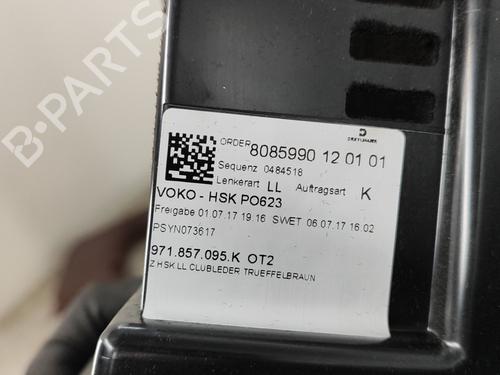 B-PARTS
ORDER 8085990 12 01 01
Sequenz 0484518
Lenkerart LL Auftragsart K
VOKO - HSK PO623
Freigabe 01.07.17 19.16 SWET 06.07.17 16.02
PSYN073617
971.857.095.K OT2
Z HSK LL CLUBLEDER TRUEFFELBRAUN